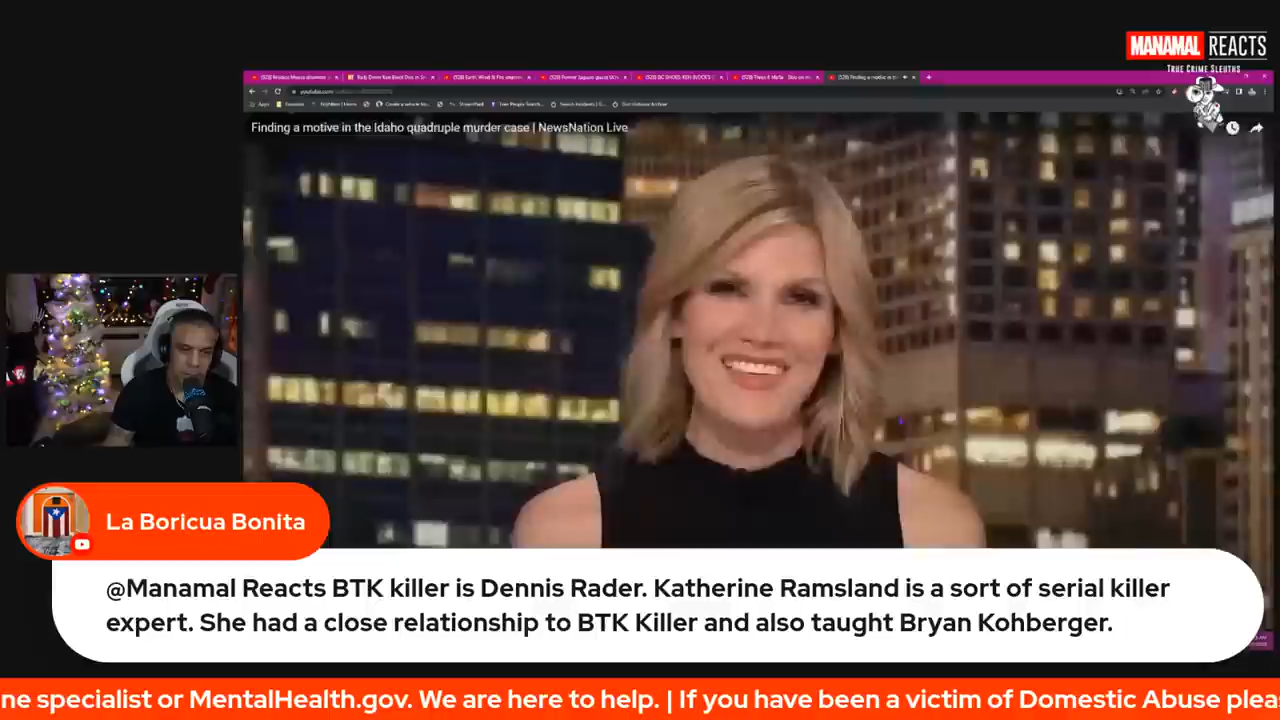 MANAMAL REACTS
TRUE CRIME SLEUTHS
Finding a motive in the Idaho quadruple murder case | NewsNation Live
La Boricua Bonita
@Manamal Reacts BTK killer is Dennis Rader. Katherine Ramsland is a sort of serial killer
expert. She had a close relationship to BTK Killer and also taught Bryan Kohberger.
ne specialist or MentalHealth.gov. We are here to help. | If you have been a victim of Domestic Abuse plea